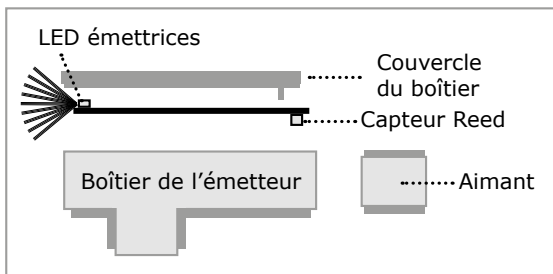 LED émettrices
Couvercle
du boîtier
Capteur Reed
Boîtier de l’émetteur
Aimant